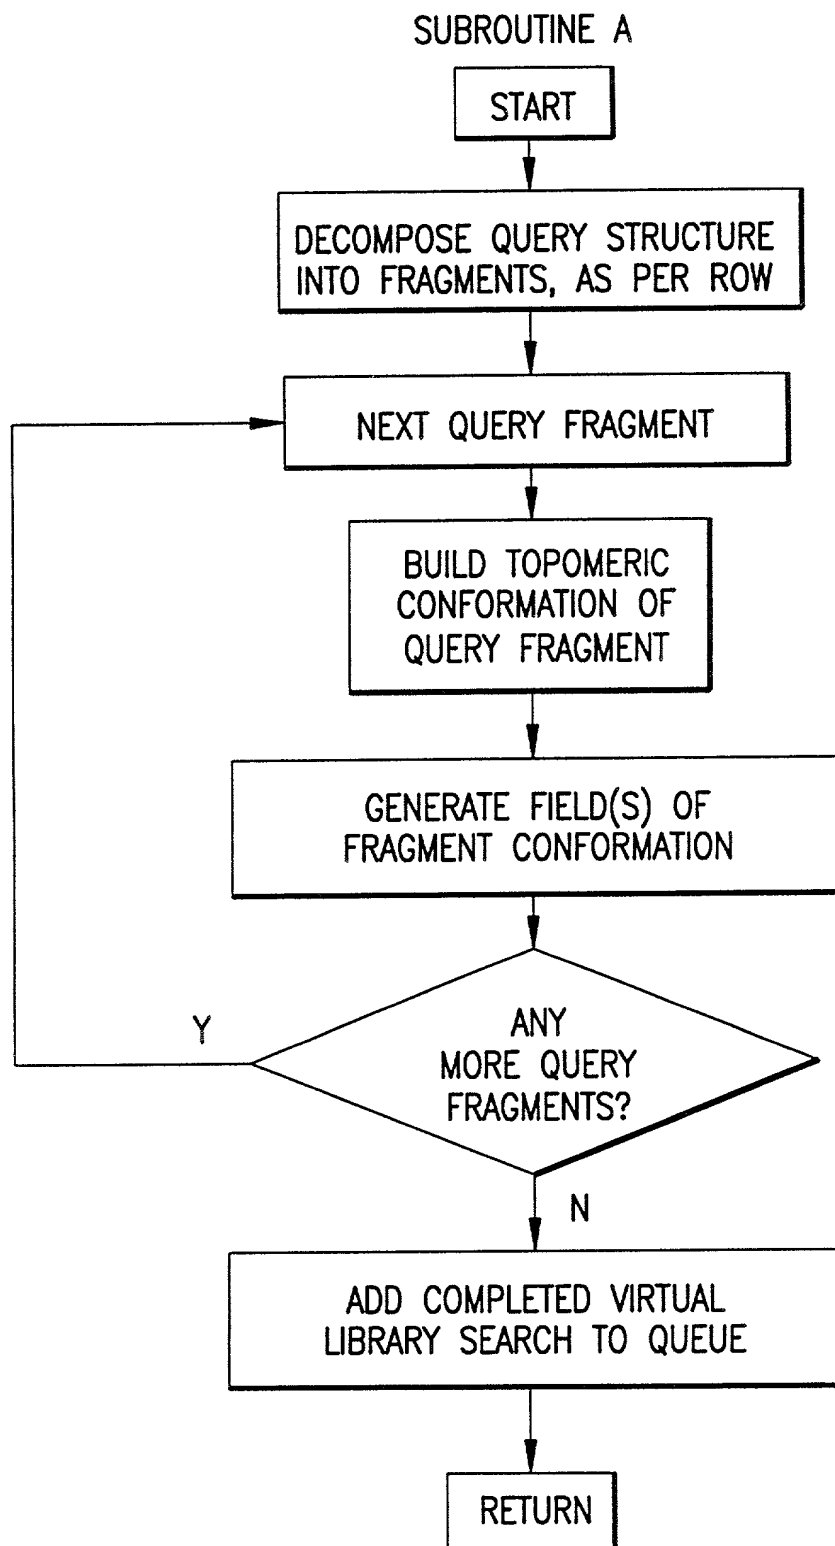 SUBROUTINE A
START
DECOMPOSE QUERY STRUCTURE
INTO FRAGMENTS, AS PER ROW
NEXT QUERY FRAGMENT
BUILD TOPOMERIC
CONFORMATION OF
QUERY FRAGMENT
GENERATE FIELD(S) OF
FRAGMENT CONFORMATION
Y
ANY
MORE QUERY
FRAGMENTS?
N
ADD COMPLETED VIRTUAL
LIBRARY SEARCH TO QUEUE
RETURN